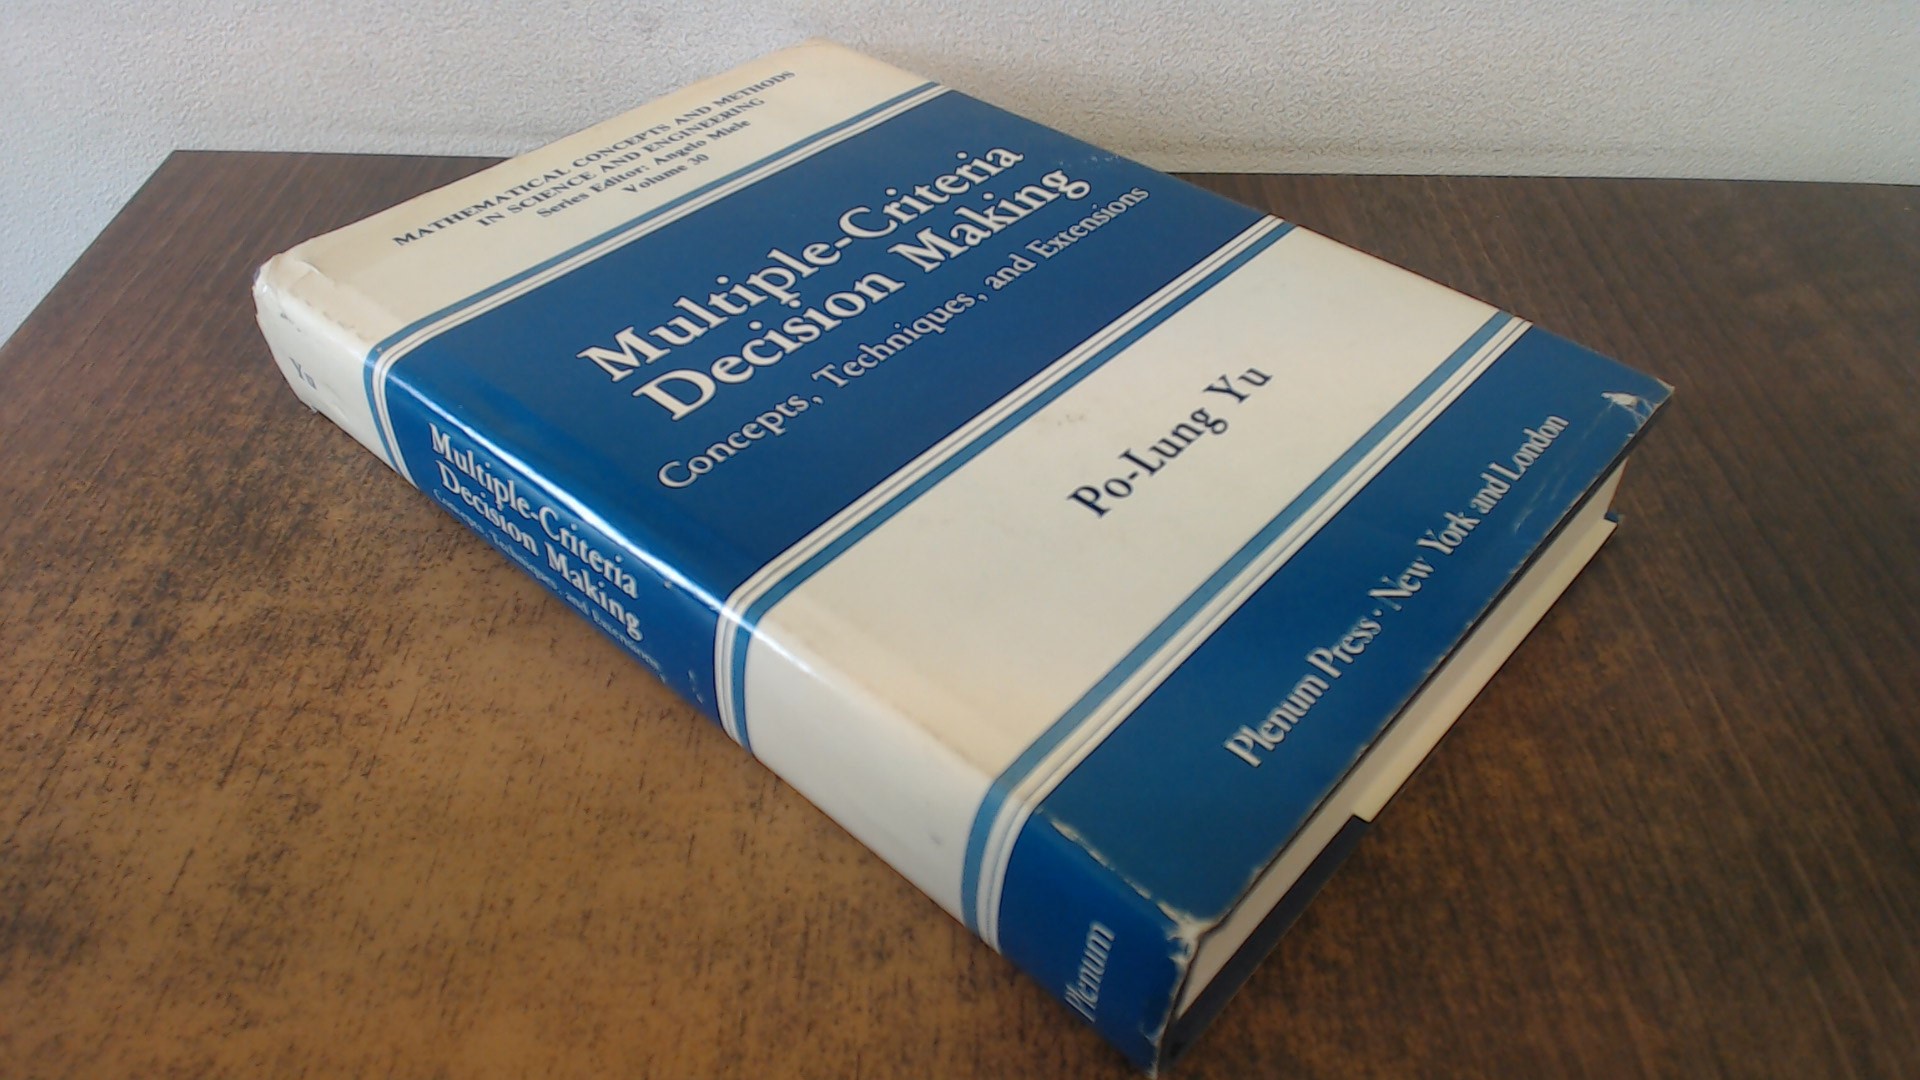 MATHEMATICAL CONCEPTS AND METHODS
IN SCIENCE AND ENGINEERING
Series Editor: Angelo Miele
Volume 30
Multiple-Criteria
Decision Making
Concepts, Techniques, and Extensions
Po-Lung Yu
Plenum Press · New York and London
Yu
Multiple-Criteria
Decision Making
Concepts, Techniques, and Extensions
Plenum